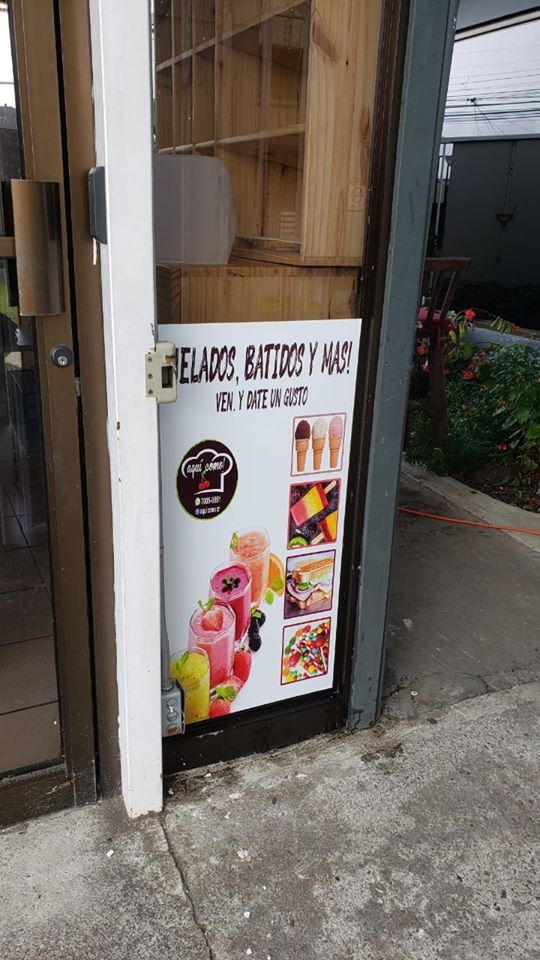 ELADOS, BATIDOS Y MAS!
VEN. Y DATE UN GUSTO
aquí como!